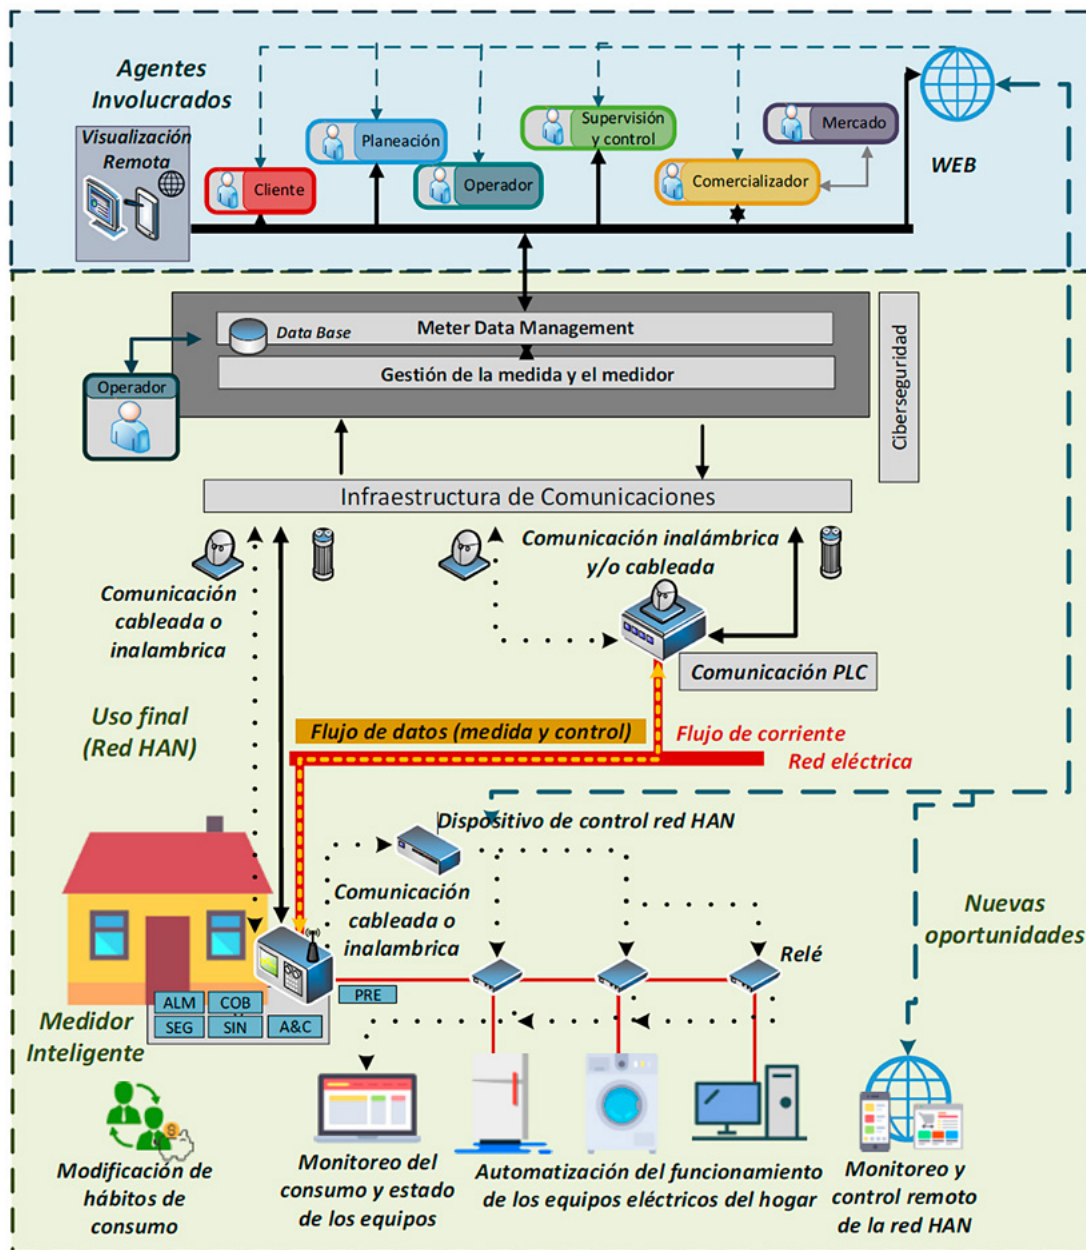 Agentes
Involucrados
Visualización
Remota
Cliente
Planeación
Operador
Supervisión
y control
Comercializador
Mercado
WEB
Data Base
Meter Data Management
Gestión de la medida y el medidor
Operador
Ciberseguridad
Infraestructura de Comunicaciones
Comunicación
cableada o
inalambrica
Comunicación inalámbrica
y/o cableada
Comunicación PLC
Uso final
(Red HAN)
Flujo de datos (medida y control)
Flujo de corriente
Red eléctrica
Dispositivo de control red HAN
Comunicación
cableada o
inalambrica
Relé
Nuevas
oportunidades
ALM
COB
PRE
SEG
SIN
A&C
Medidor
Inteligente
Modificación de
hábitos de
consumo
Monitoreo del
consumo y estado
de los equipos
Automatización del funcionamiento
de los equipos eléctricos del hogar
Monitoreo y
control remoto
de la red HAN